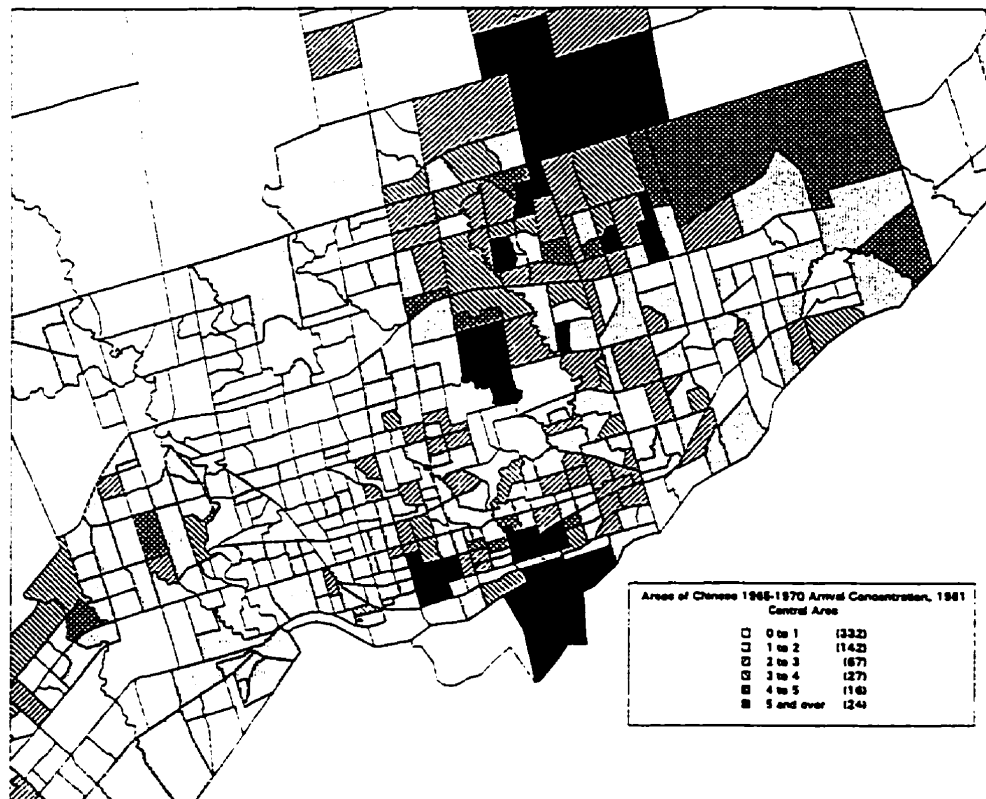 Areas of Chinese 1965-1970 Arrival Concentration, 1981
Central Area
0 to 1 (332)
1 to 2 (142)
2 to 3 (67)
3 to 4 (27)
4 to 5 (16)
5 and over (24)